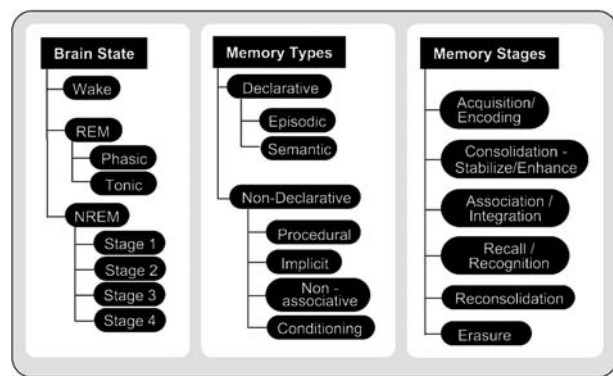 Brain State
Wake
REM
Phasic
Tonic
NREM
Stage 1
Stage 2
Stage 3
Stage 4
Memory Types
Declarative
Episodic
Semantic
Non-Declarative
Procedural
Implicit
Non -
associative
Conditioning
Memory Stages
Acquisition/
Encoding
Consolidation -
Stabilize/Enhance
Association /
Integration
Recall /
Recognition
Reconsolidation
Erasure